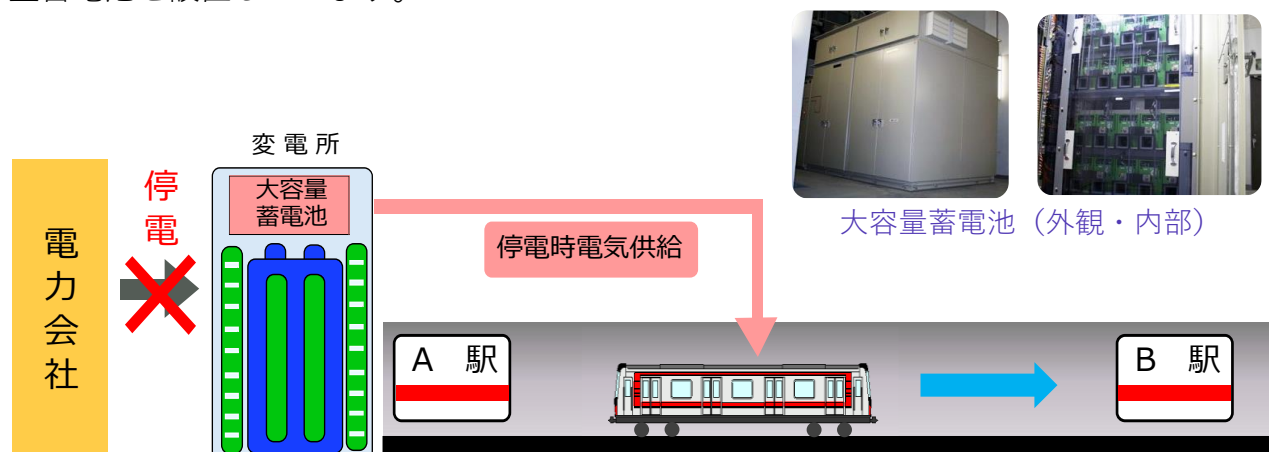 変電所
大容量
蓄電池
停電
電力会社
停電時電気供給
大容量蓄電池（外観・内部）
A 駅
B 駅